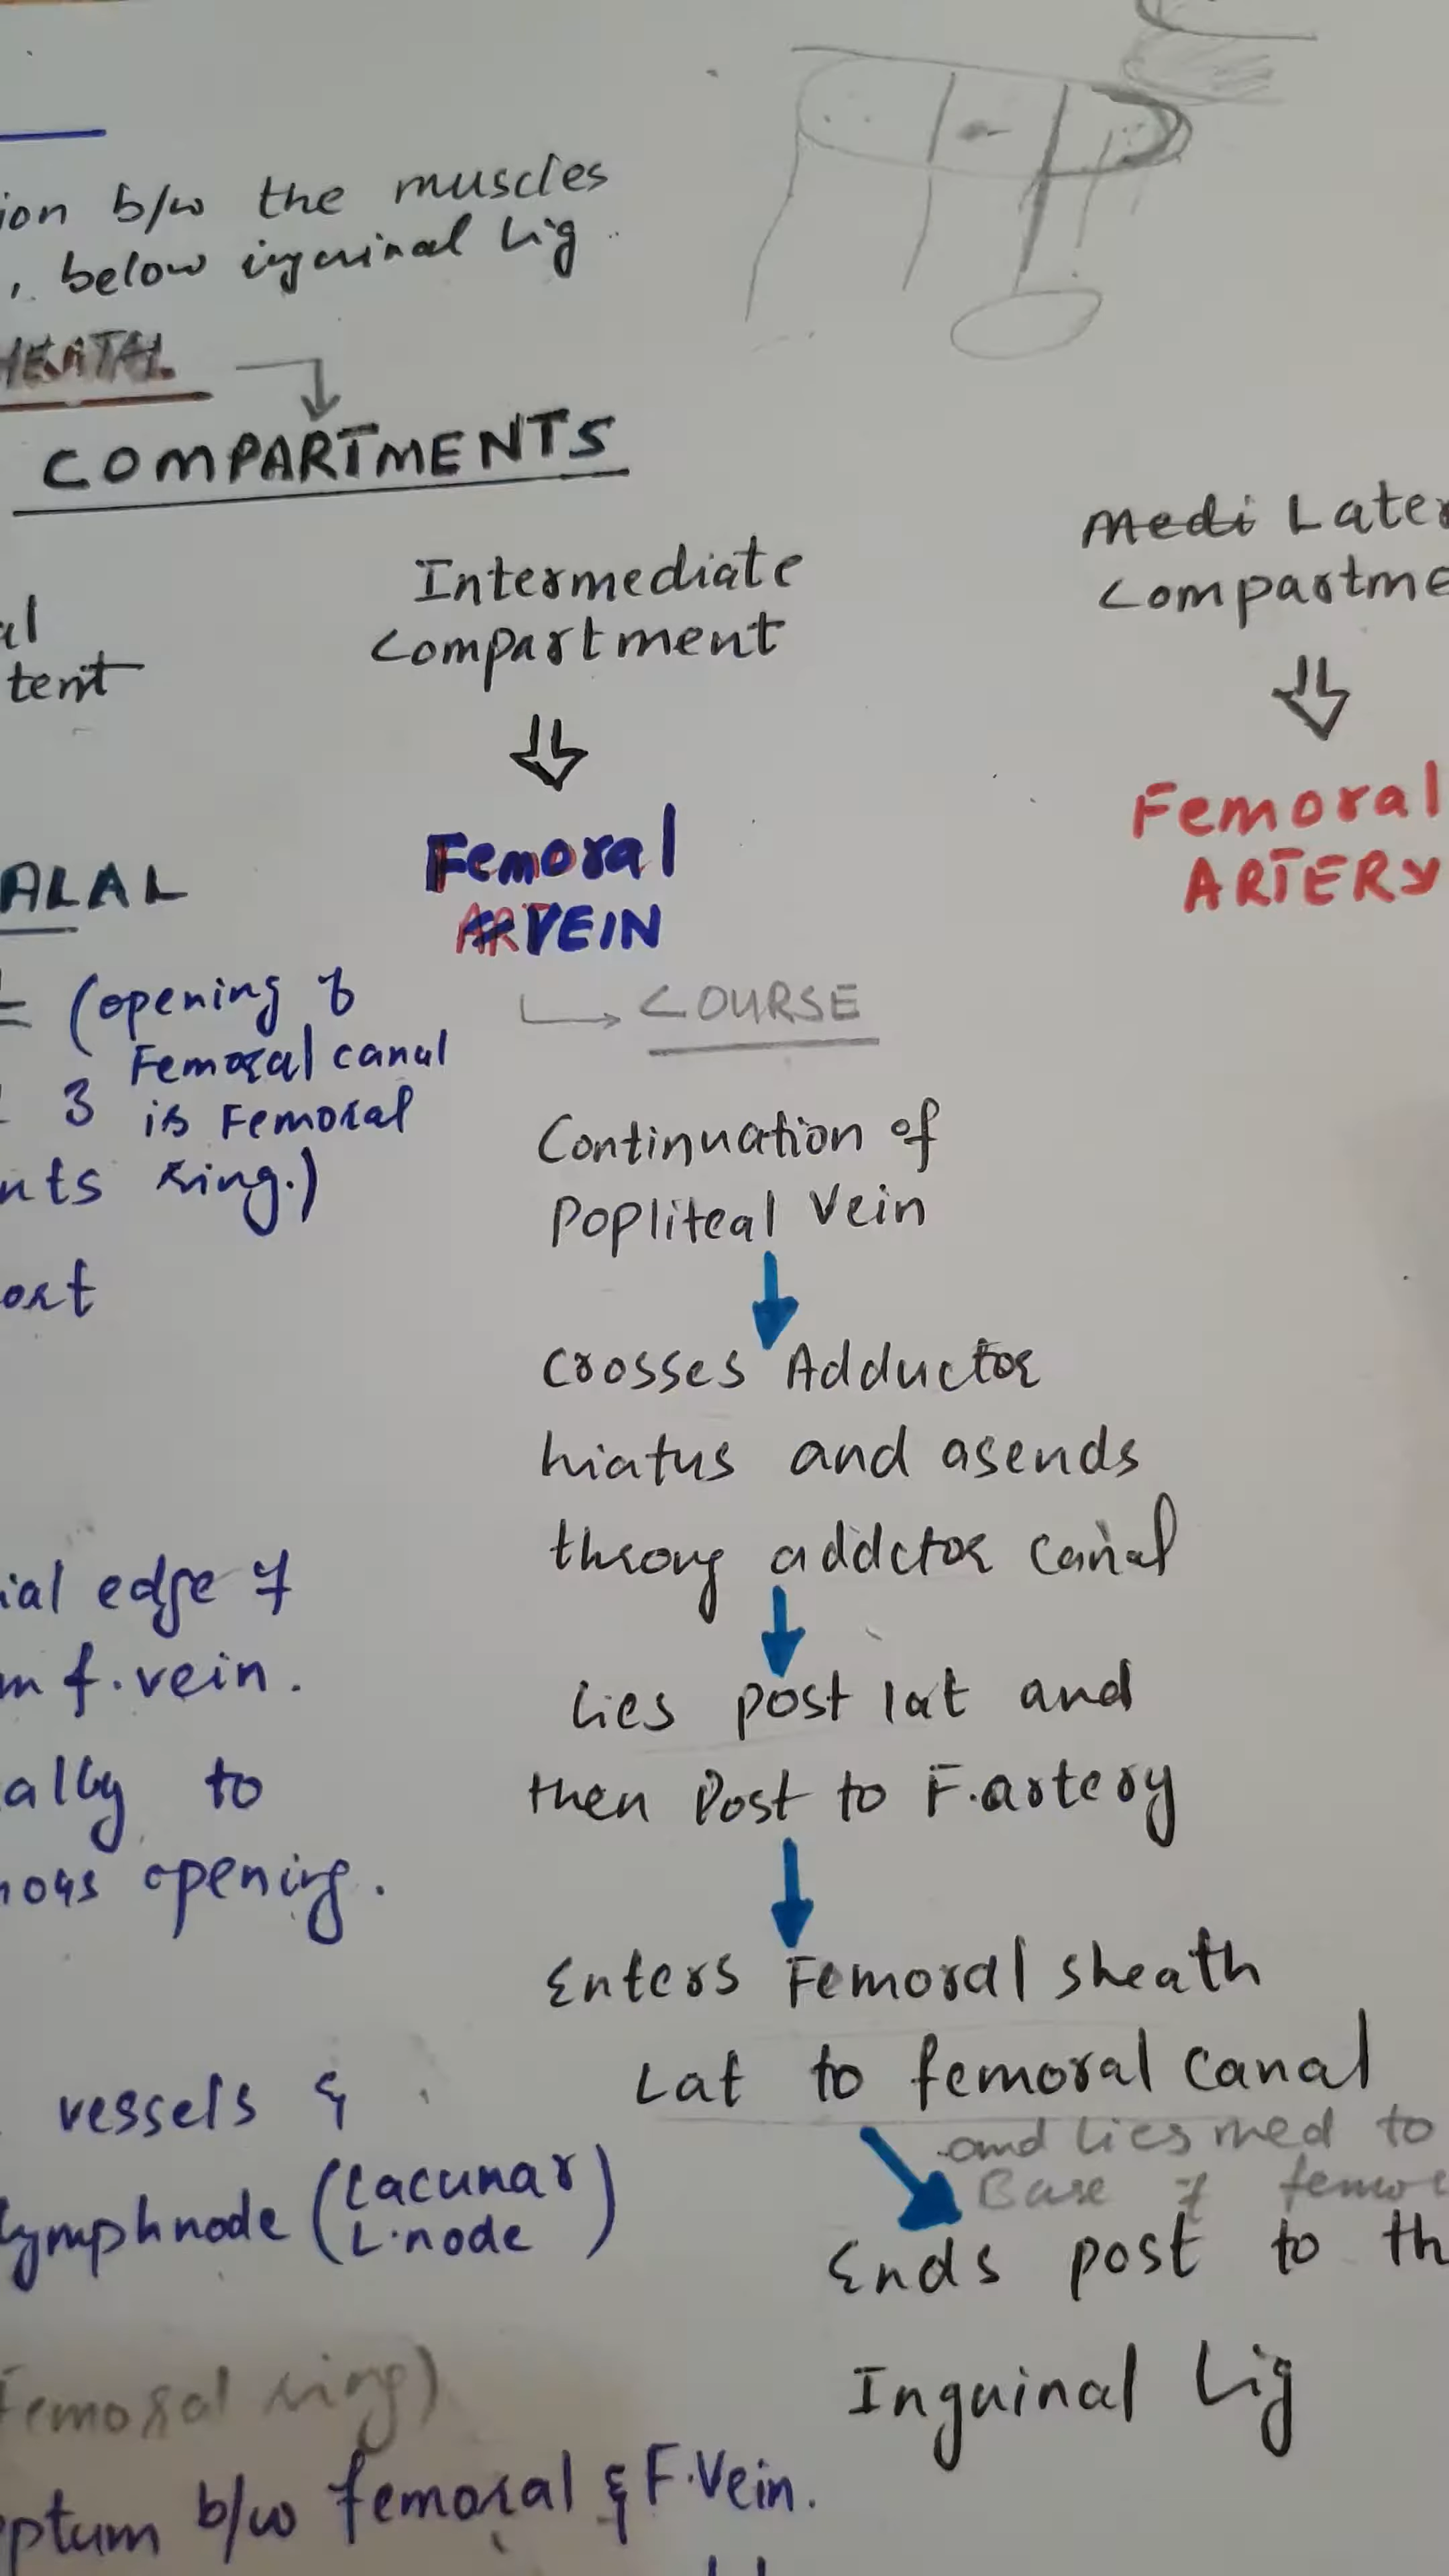 ion b/w the muscles
, below inguinal Lig
HEATAL
COMPARTMENTS
al
tent
Intermediate
compartment
Medi Later
compartme
Femoral
VEIN
Femoral
ARTERY
ALAL
(opening of
Femoral canal
3 is Femoral
nts ring.)
ort
COURSE
Continuation of
Popliteal Vein
Crosses Adductor
hiatus and asends
throug addctor canal
Lies post lat and
then Post to F.artery
Enters Femoral sheath
Lat to femoral canal
and Lies med to
Base of femor
Ends post to th
Inguinal Lig
ial edge of
m f.vein.
ally to
nous opening.
vessels &
lymphnode (Lacunar
L.node)
Femoral ring)
ptum b/w femoral & F.Vein.